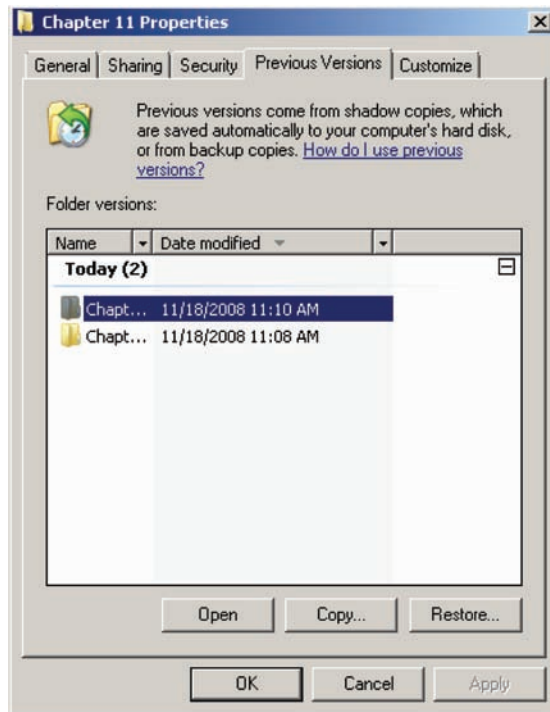 Chapter 11 Properties
General
Sharing
Security
Previous Versions
Customize
Previous versions come from shadow copies, which
are saved automatically to your computer's hard disk,
or from backup copies. How do I use previous
versions?
Folder versions:
Name
Date modified
Today (2)
Chapt... 11/18/2008 11:10 AM
Chapt... 11/18/2008 11:08 AM
Open
Copy...
Restore...
OK
Cancel
Apply